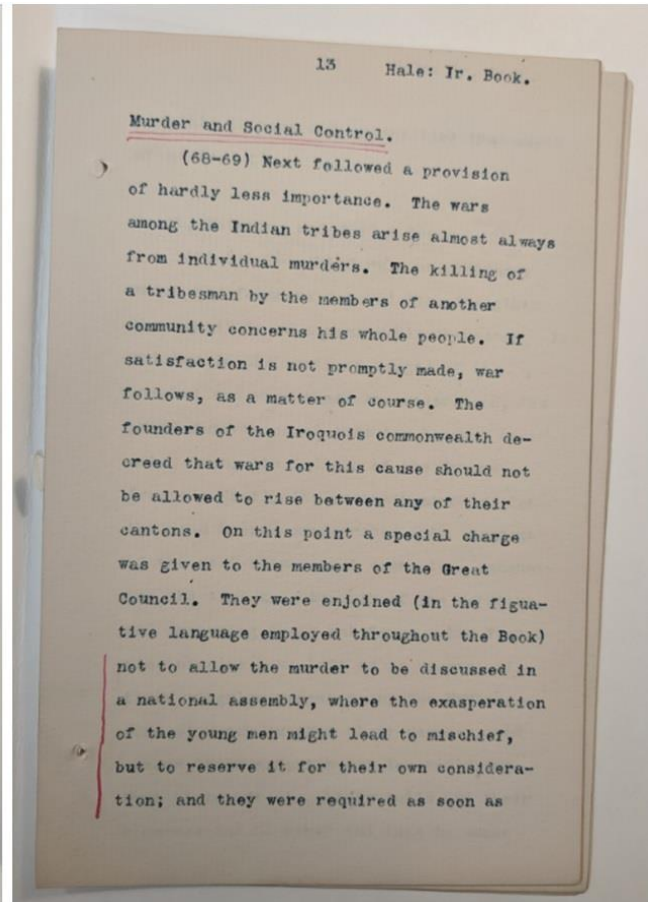 13 Hale: Ir. Book.
Murder and Social Control.
(68-69) Next followed a provision
of hardly less importance. The wars
among the Indian tribes arise almost always
from individual murders. The killing of
a tribesman by the members of another
community concerns his whole people. If
satisfaction is not promptly made, war
follows, as a matter of course. The
founders of the Iroquois commonwealth de-
creed that wars for this cause should not
be allowed to rise between any of their
cantons. On this point a special charge
was given to the members of the Great
Council. They were enjoined (in the figua-
tive language employed throughout the Book)
not to allow the murder to be discussed in
a national assembly, where the exasperation
of the young men might lead to mischief,
but to reserve it for their own considera-
tion; and they were required as soon as